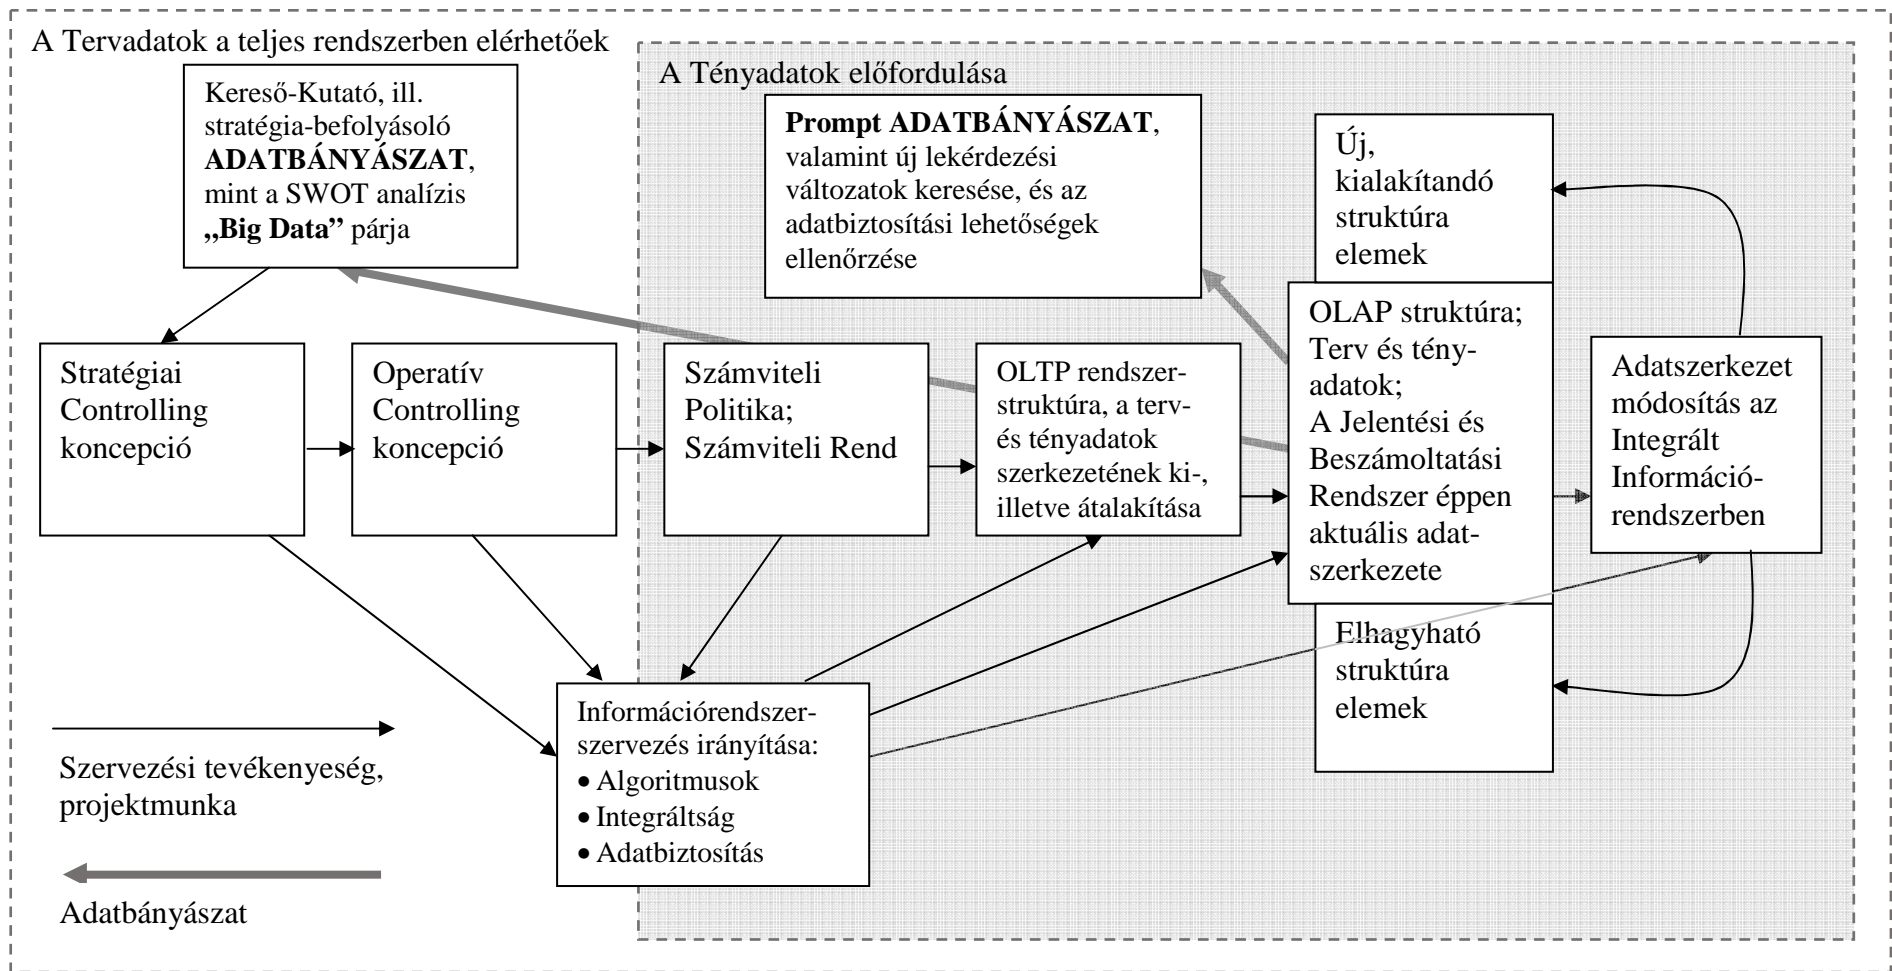 A Tervadatok a teljes rendszerben elérhetőek
Kereső-Kutató, ill.
stratégia-befolyásoló
ADATBÁNYÁSZAT,
mint a SWOT analízis
„Big Data” párja
A Tényadatok előfordulása
Prompt ADATBÁNYÁSZAT,
valamint új lekérdezési
változatok keresése, és az
adatbiztosítási lehetőségek
ellenőrzése
Új,
kialakítandó
struktúra
elemek
Stratégiai
Controlling
koncepció
Operatív
Controlling
koncepció
Számviteli
Politika;
Számviteli Rend
OLTP rendszer-
struktúra, a terv-
és tényadatok
szerkezetének ki-,
illetve átalakítása
OLAP struktúra;
Terv és tény-
adatok;
A Jelentési és
Beszámoltatási
Rendszer éppen
aktuális adat-
szerkezete
Adatszerkezet
módosítás az
Integrált
Információ-
rendszerben
Elhagyható
struktúra
elemek
Információrendszer-
szervezés irányítása:
• Algoritmusok
• Integráltság
• Adatbiztosítás
Szervezési tevékenyeség,
projektmunka
Adatbányászat